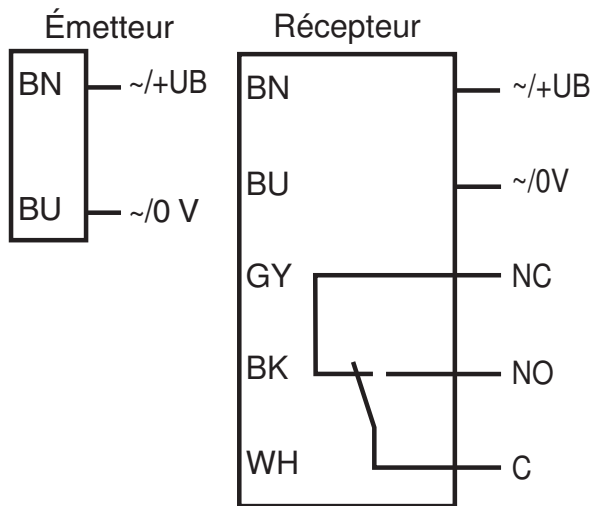 Émetteur
BN ~/+UB
BU ~/0 V
Récepteur
BN ~/+UB
BU ~/0V
GY NC
BK NO
WH C